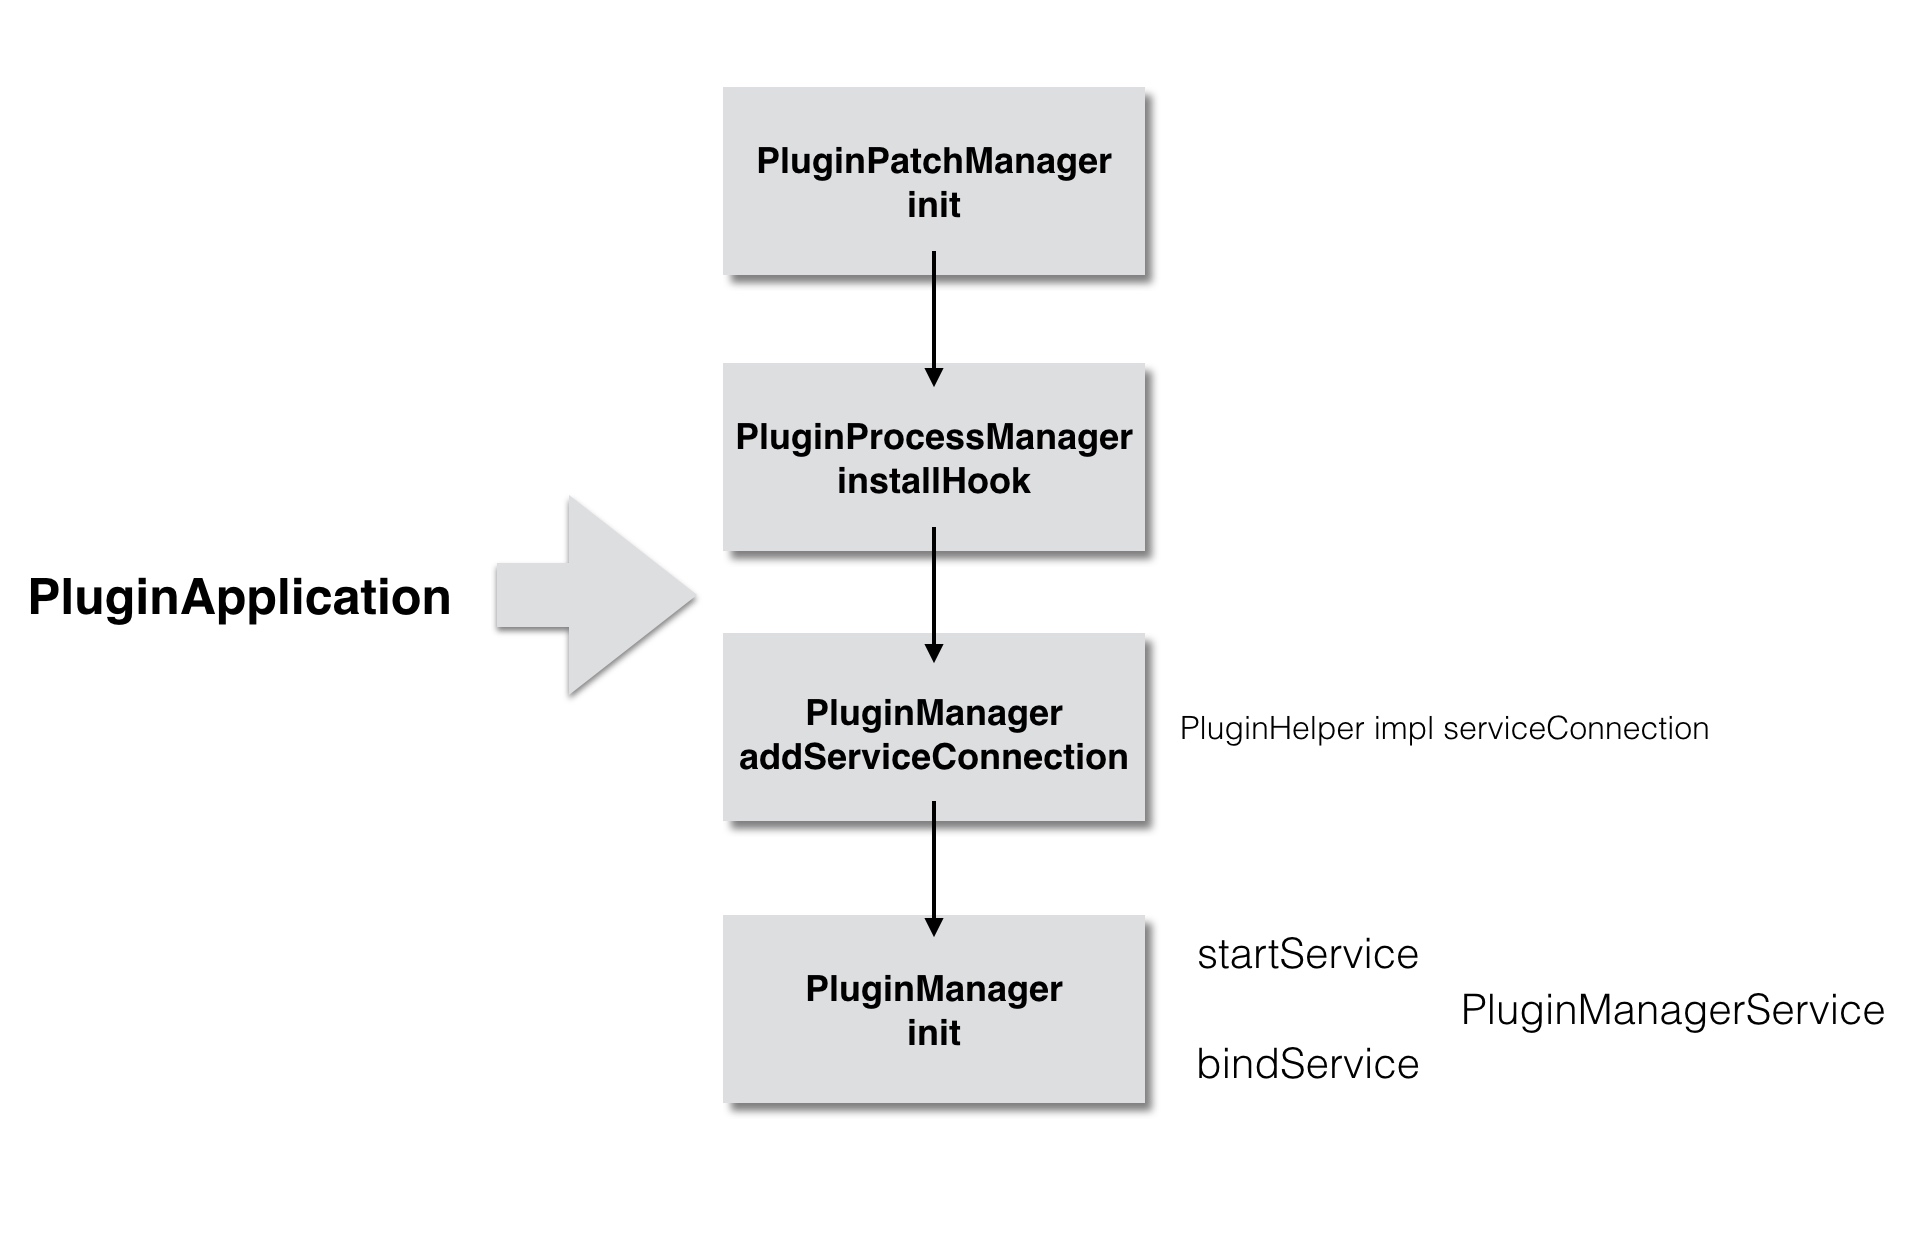 PluginPatchManager
init
PluginProcessManager
installHook
PluginApplication
PluginManager
addServiceConnection
PluginHelper impl serviceConnection
PluginManager
init
startService
PluginManagerService
bindService